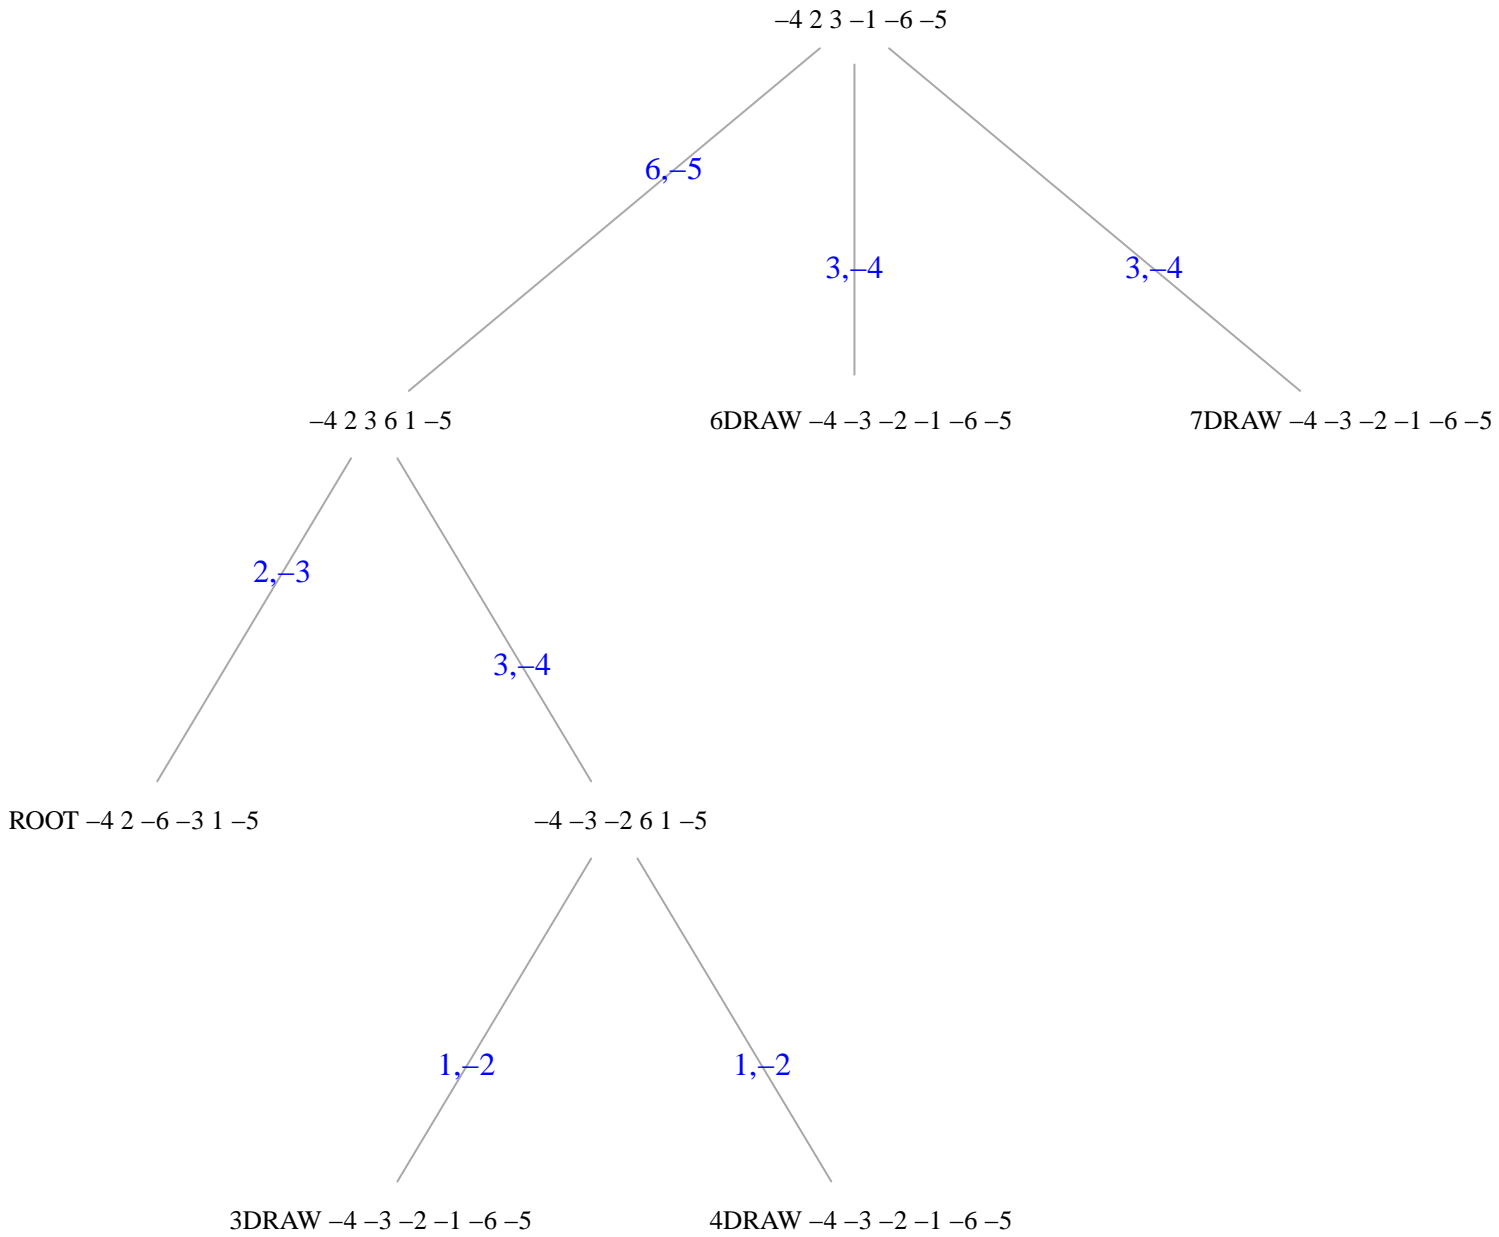 –4 2 3 –1 –6 –5
6,–5
3,–4
3,–4
–4 2 3 6 1 –5
6DRAW –4 –3 –2 –1 –6 –5
7DRAW –4 –3 –2 –1 –6 –5
2,–3
3,–4
ROOT –4 2 –6 –3 1 –5
–4 –3 –2 6 1 –5
1,–2
1,–2
3DRAW –4 –3 –2 –1 –6 –5
4DRAW –4 –3 –2 –1 –6 –5